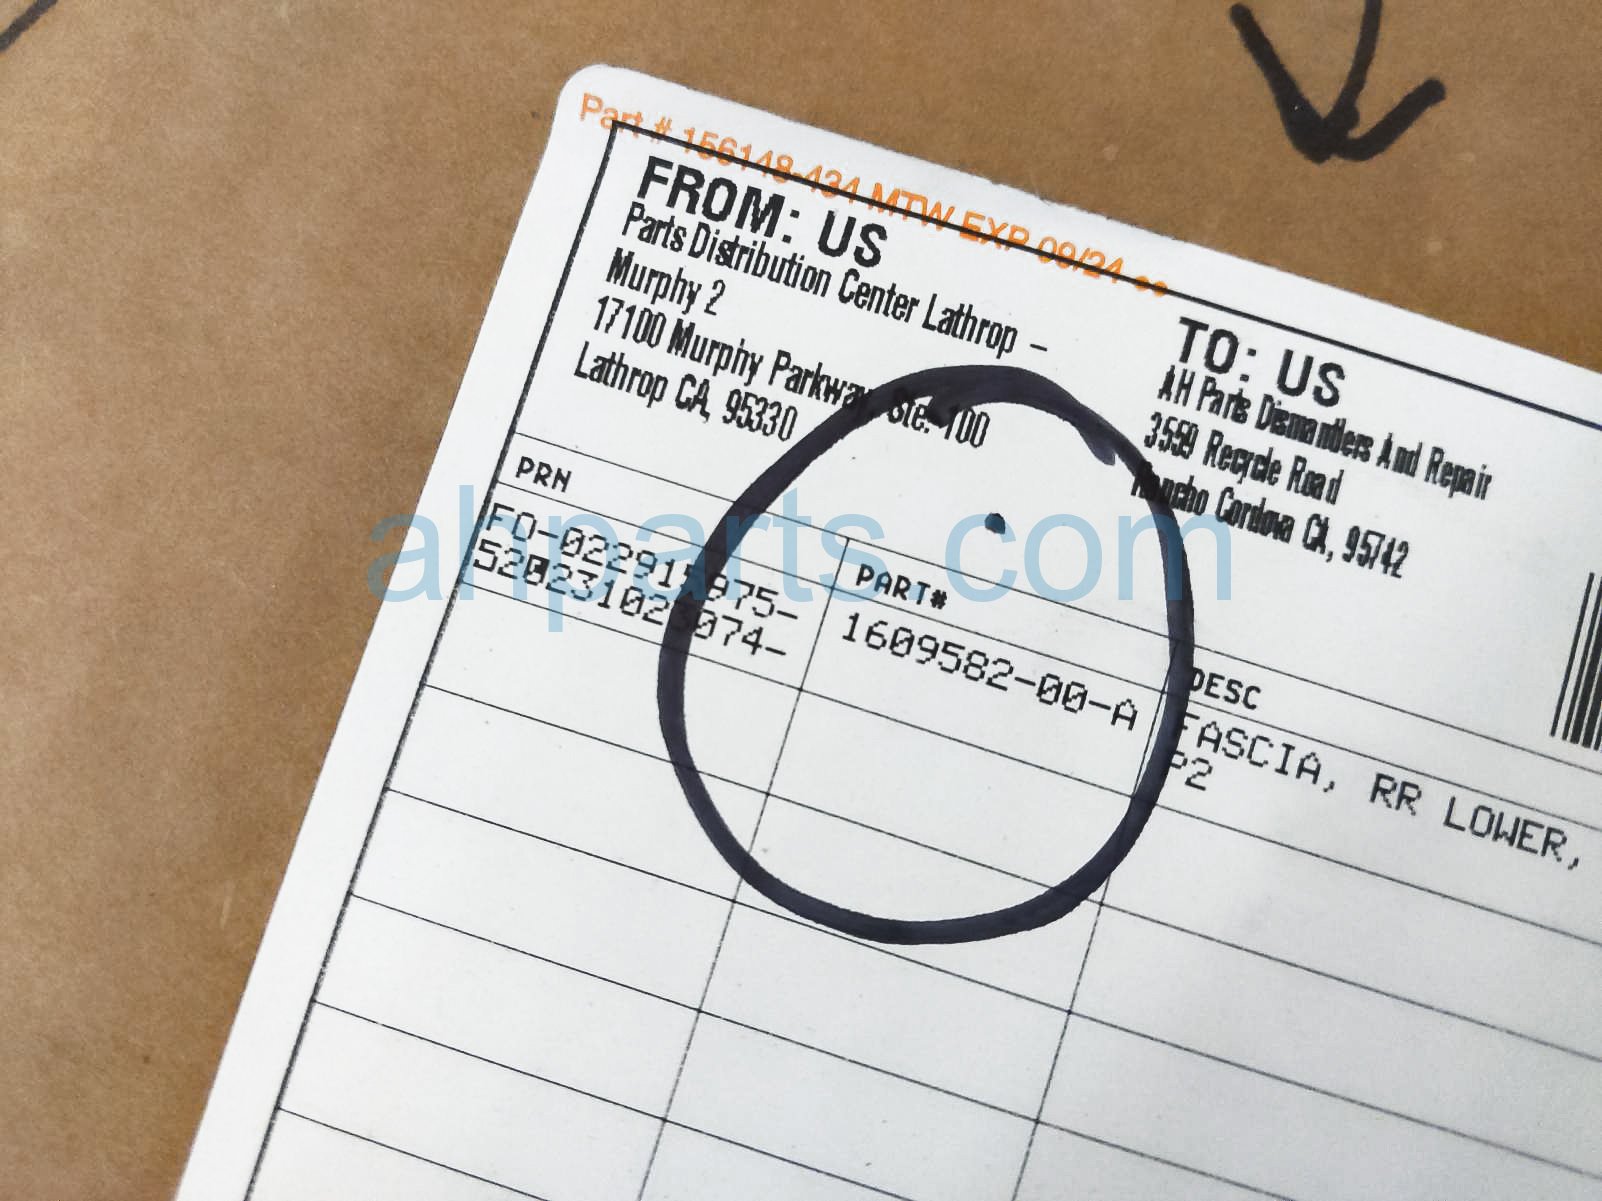 Part # 156148-434 MTW EXP 09/24 cc
FROM: US
Parts Distribution Center Lathrop -
Murphy 2
17100 Murphy Parkway, Ste. 100
Lathrop CA, 95330
TO: US
AH Parts Dismantlers And Repair
3559 Recycle Road
Rancho Cordova CA, 95742
ahparts.com
PRN
PART#
DESC
520231023074-
1609582-00-A
FASCIA, RR LOWER,
P2